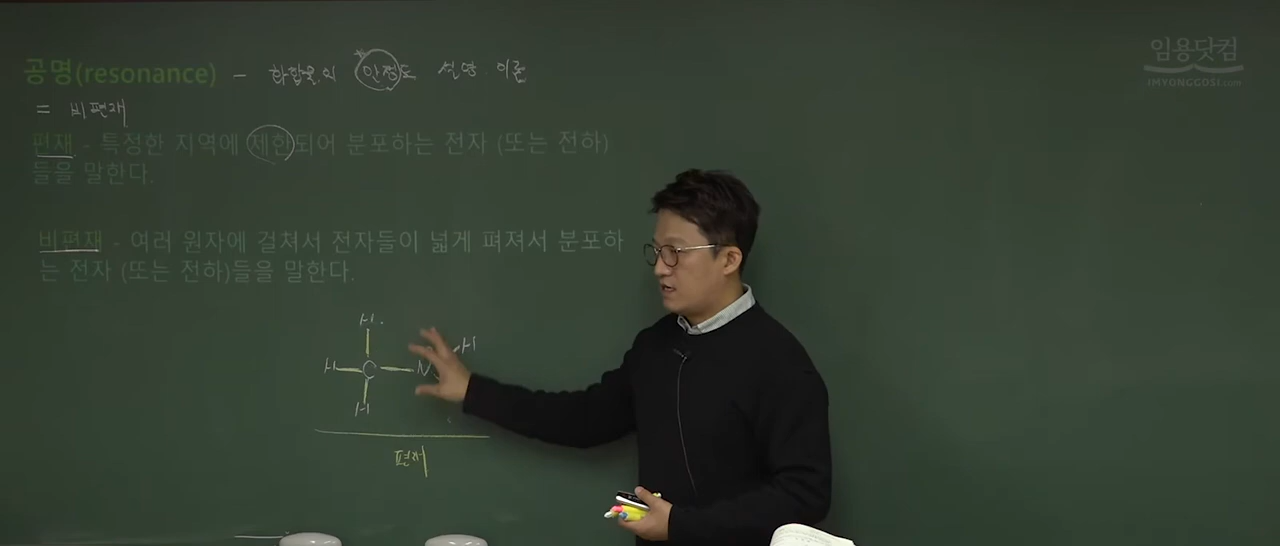 공명(resonance) - 화합물의 안정도 설명 이론
= 비편재
편재 - 특정한 지역에 제한되어 분포하는 전자 (또는 전하)
들을 말한다.
비편재 - 여러 원자에 걸쳐서 전자들이 넓게 펴져서 분포하
는 전자 (또는 전하)들을 말한다.
H
H C N H
H
편재
임용닷컴
IMYONGGOSI.com